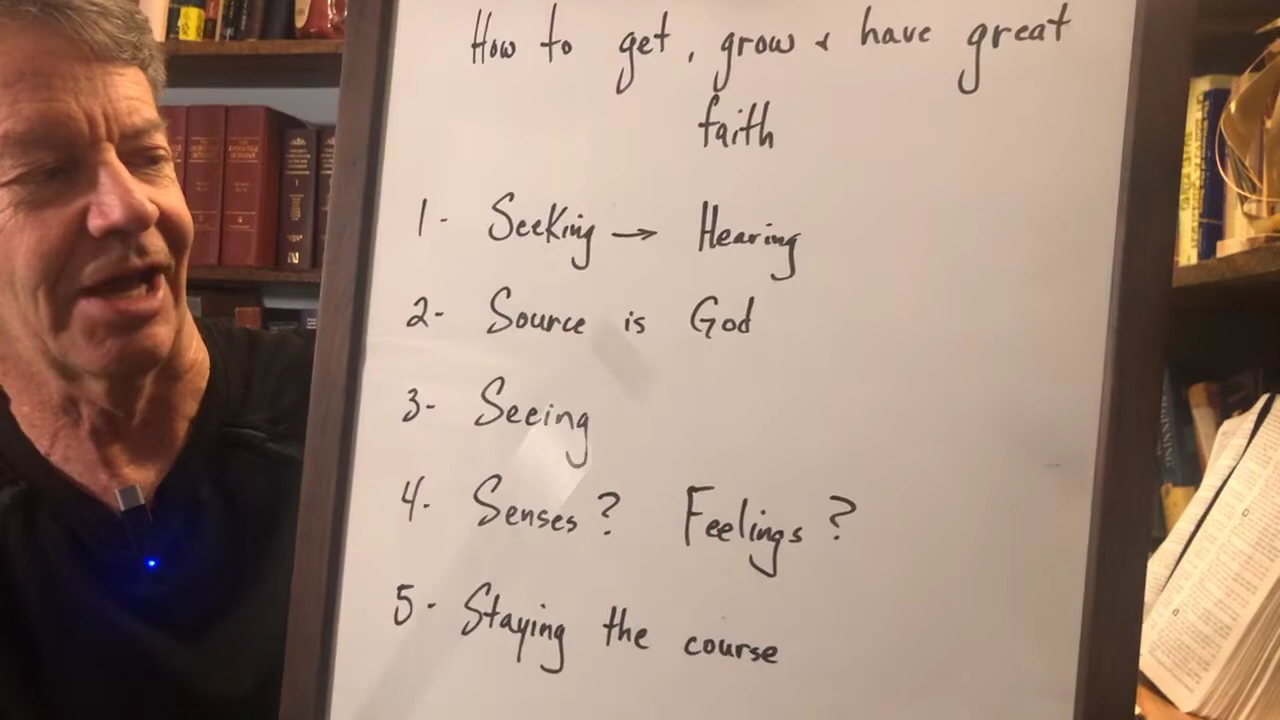 How to get, grow & have great
faith
1- Seeking → Hearing
2- Source is God
3- Seeing
4- Senses? Feelings?
5- Staying the course